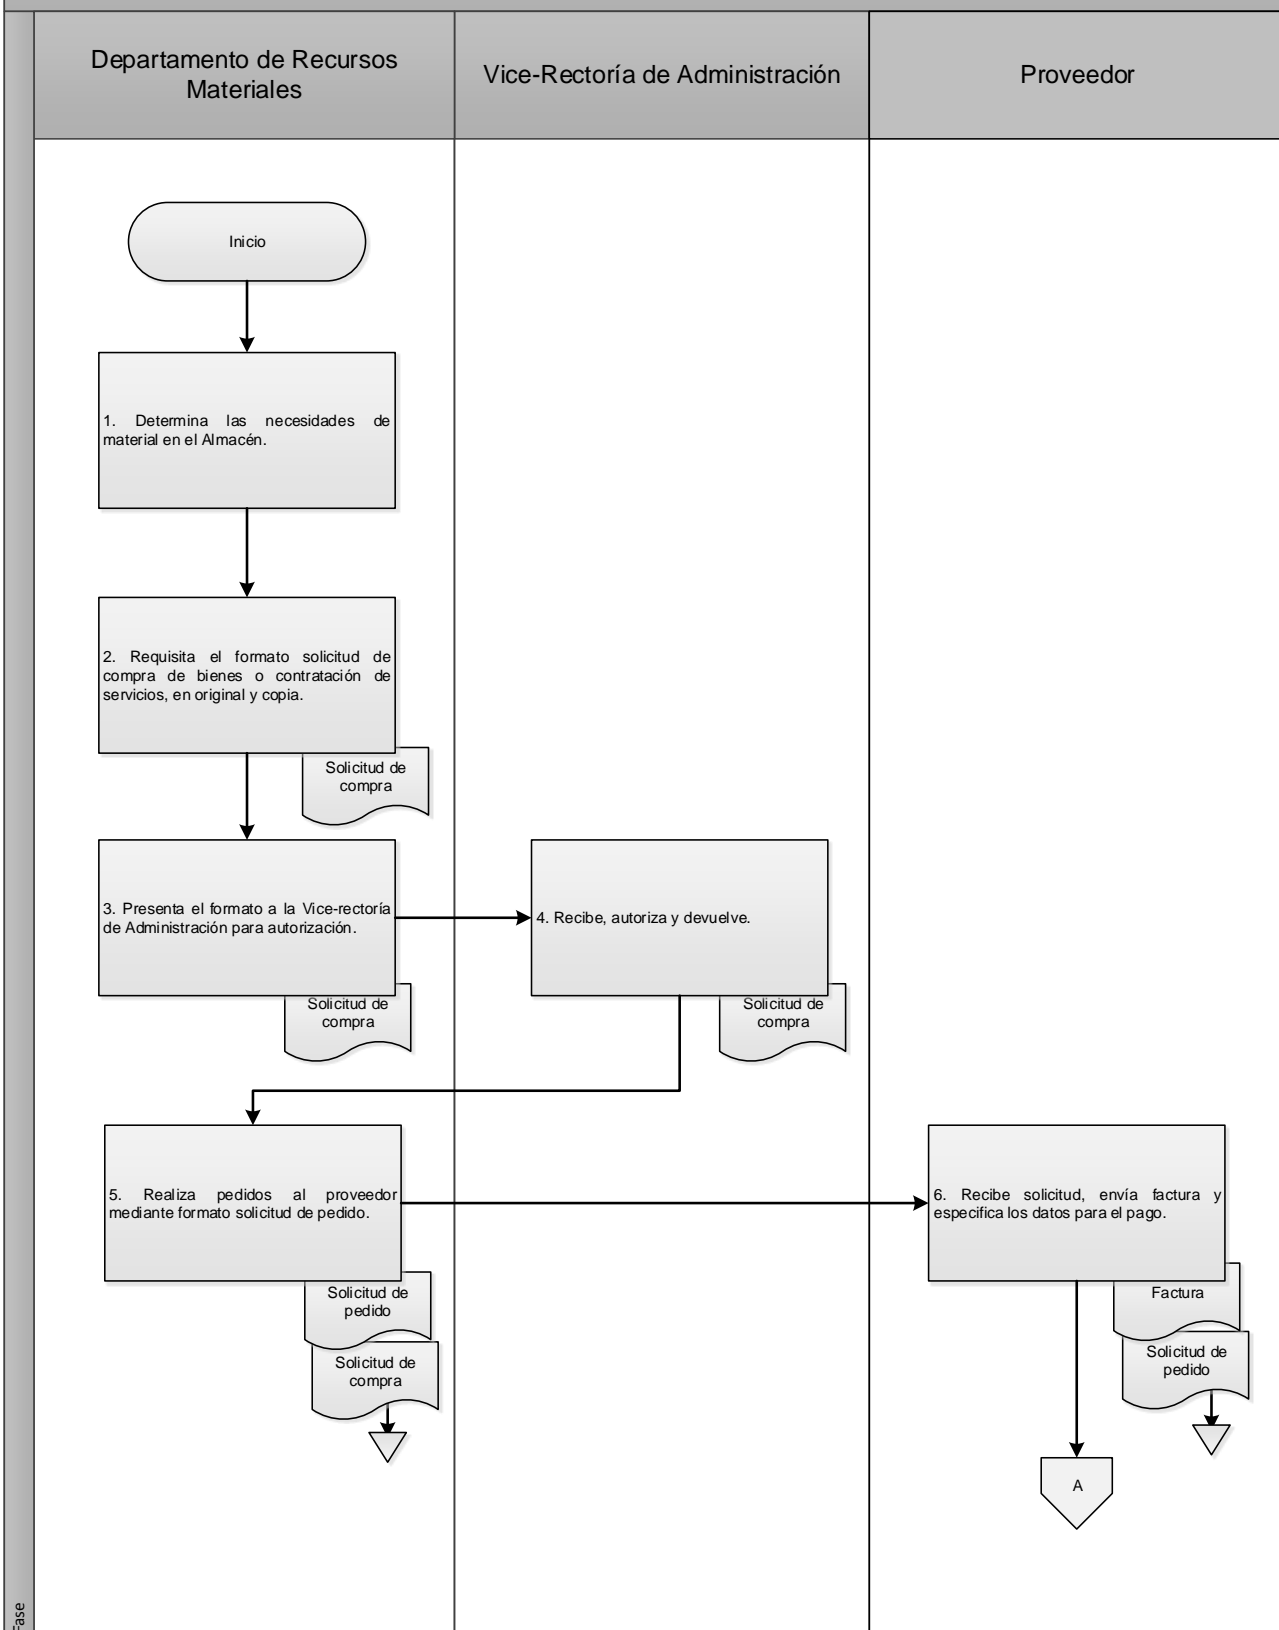 Departamento de Recursos
Materiales
Vice-Rectoría de Administración
Proveedor
Inicio
1. Determina las necesidades de
material en el Almacén.
2. Requisita el formato solicitud de
compra de bienes o contratación de
servicios, en original y copia.
Solicitud de
compra
3. Presenta el formato a la Vice-rectoría
de Administración para autorización.
Solicitud de
compra
4. Recibe, autoriza y devuelve.
Solicitud de
compra
5. Realiza pedidos al proveedor
mediante formato solicitud de pedido.
Solicitud de
pedido
Solicitud de
compra
6. Recibe solicitud, envía factura y
especifica los datos para el pago.
Factura
Solicitud de
pedido
A
Fase